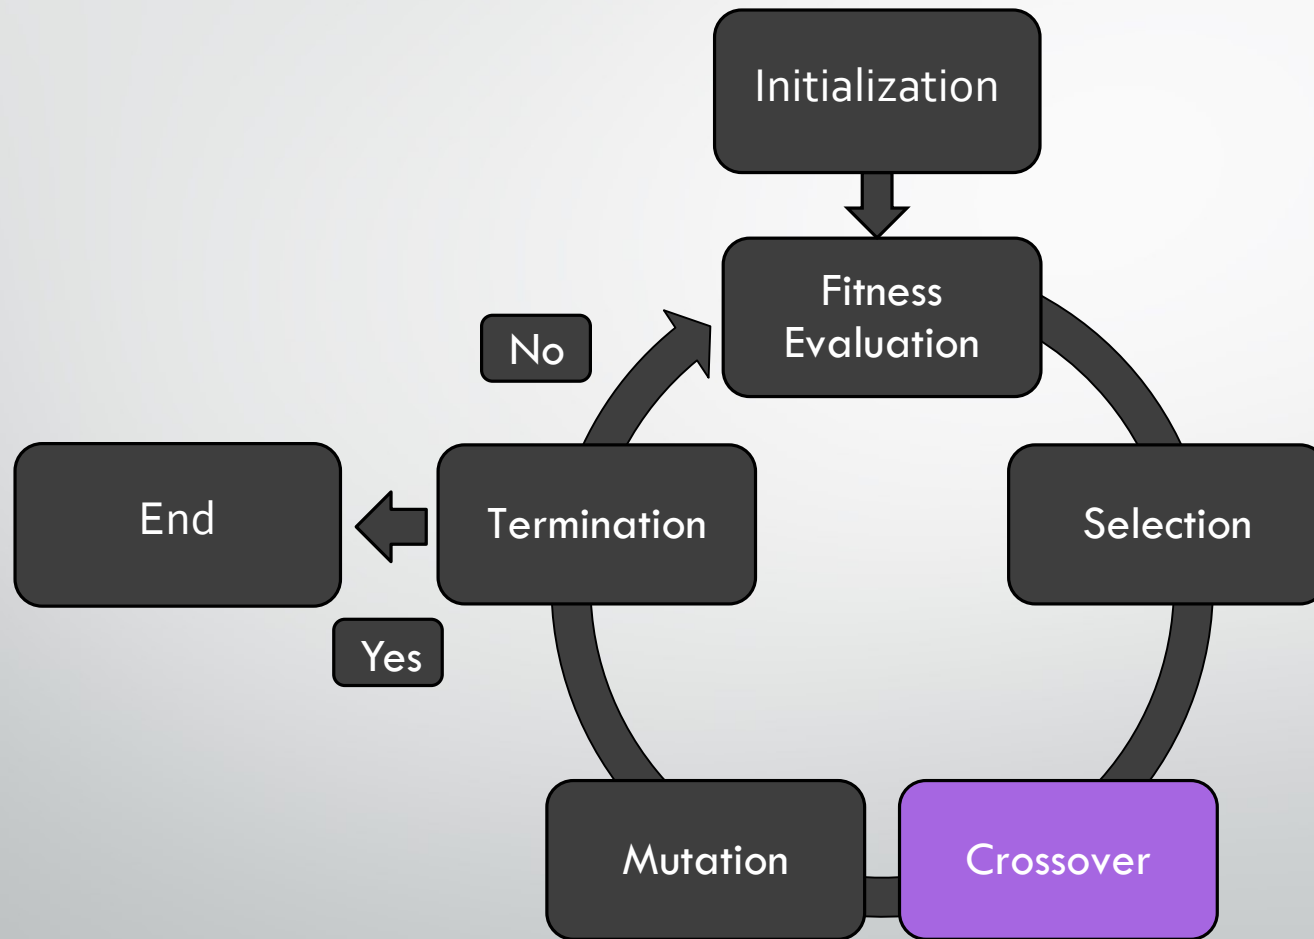 Initialization
Fitness
Evaluation
No
End
Termination
Selection
Yes
Mutation
Crossover